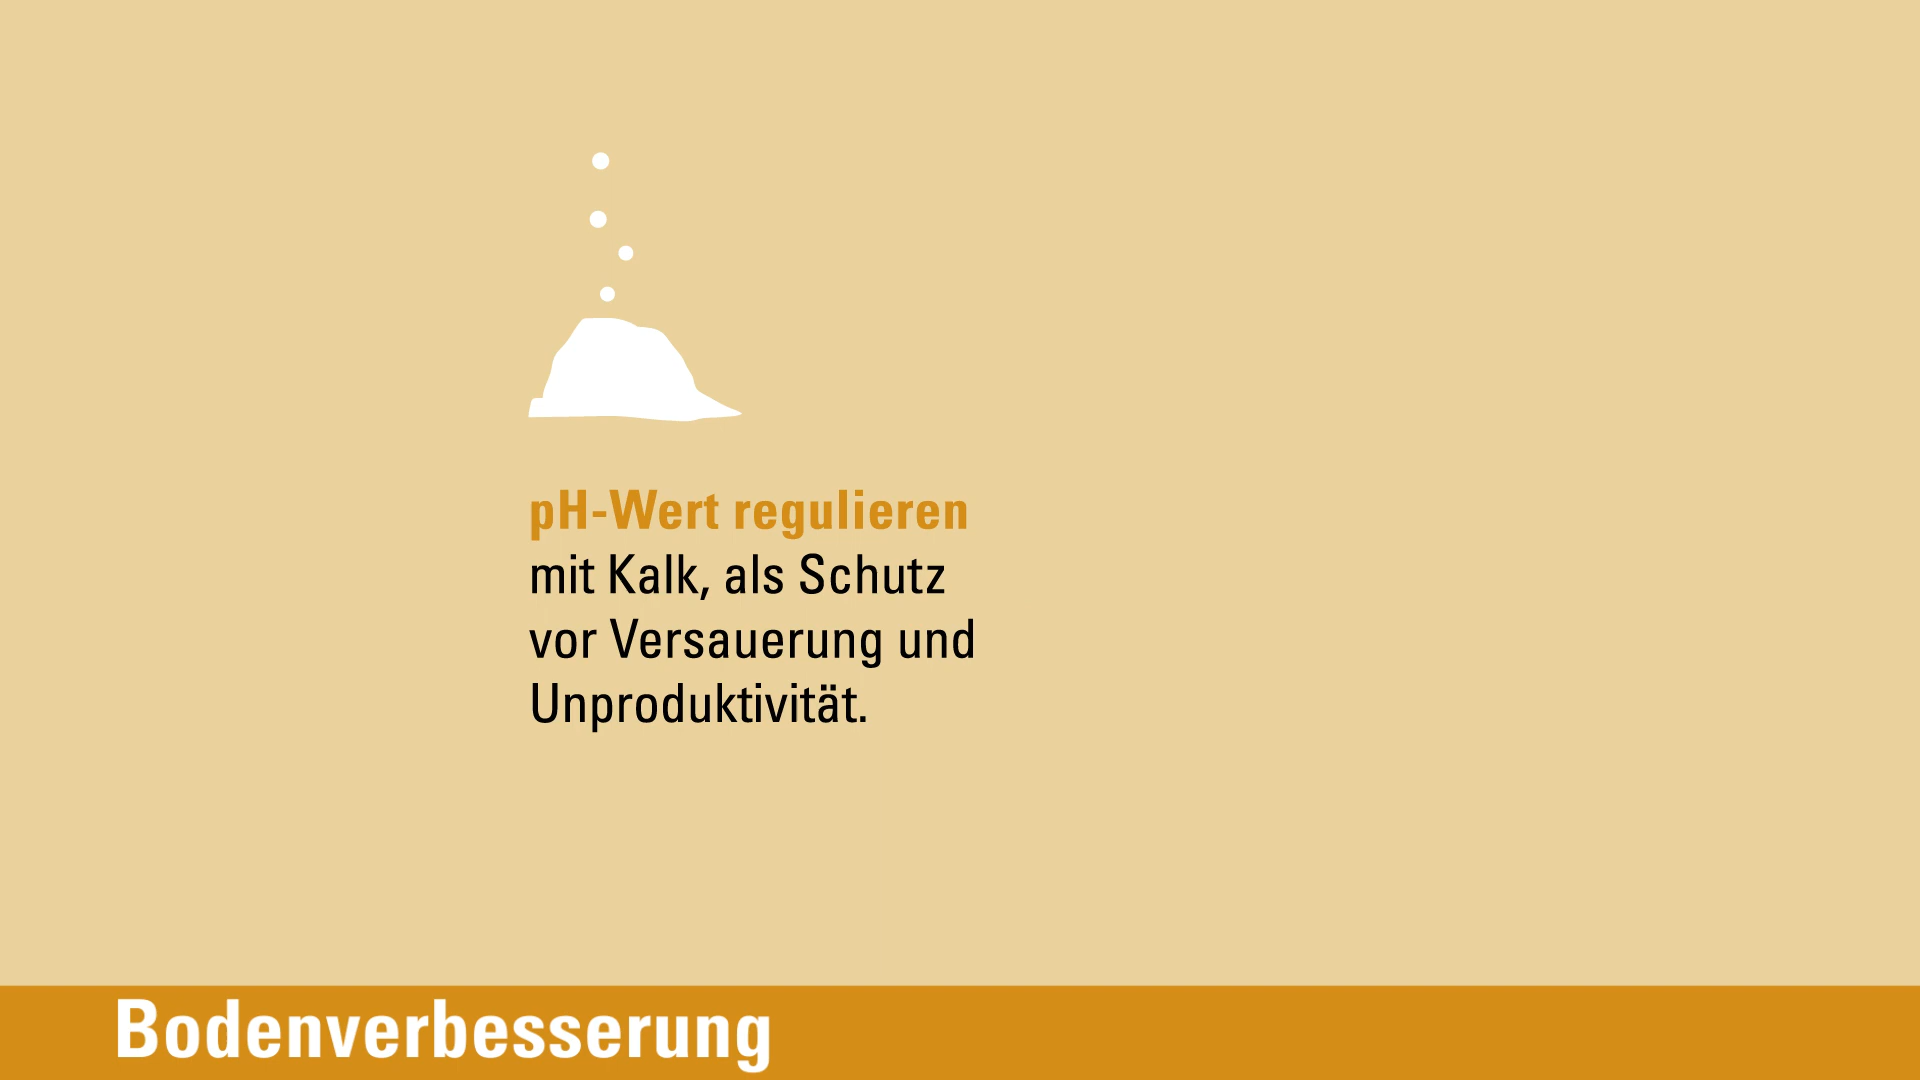 pH-Wert regulieren
mit Kalk, als Schutz
vor Versauerung und
Unproduktivität.
Bodenverbesserung